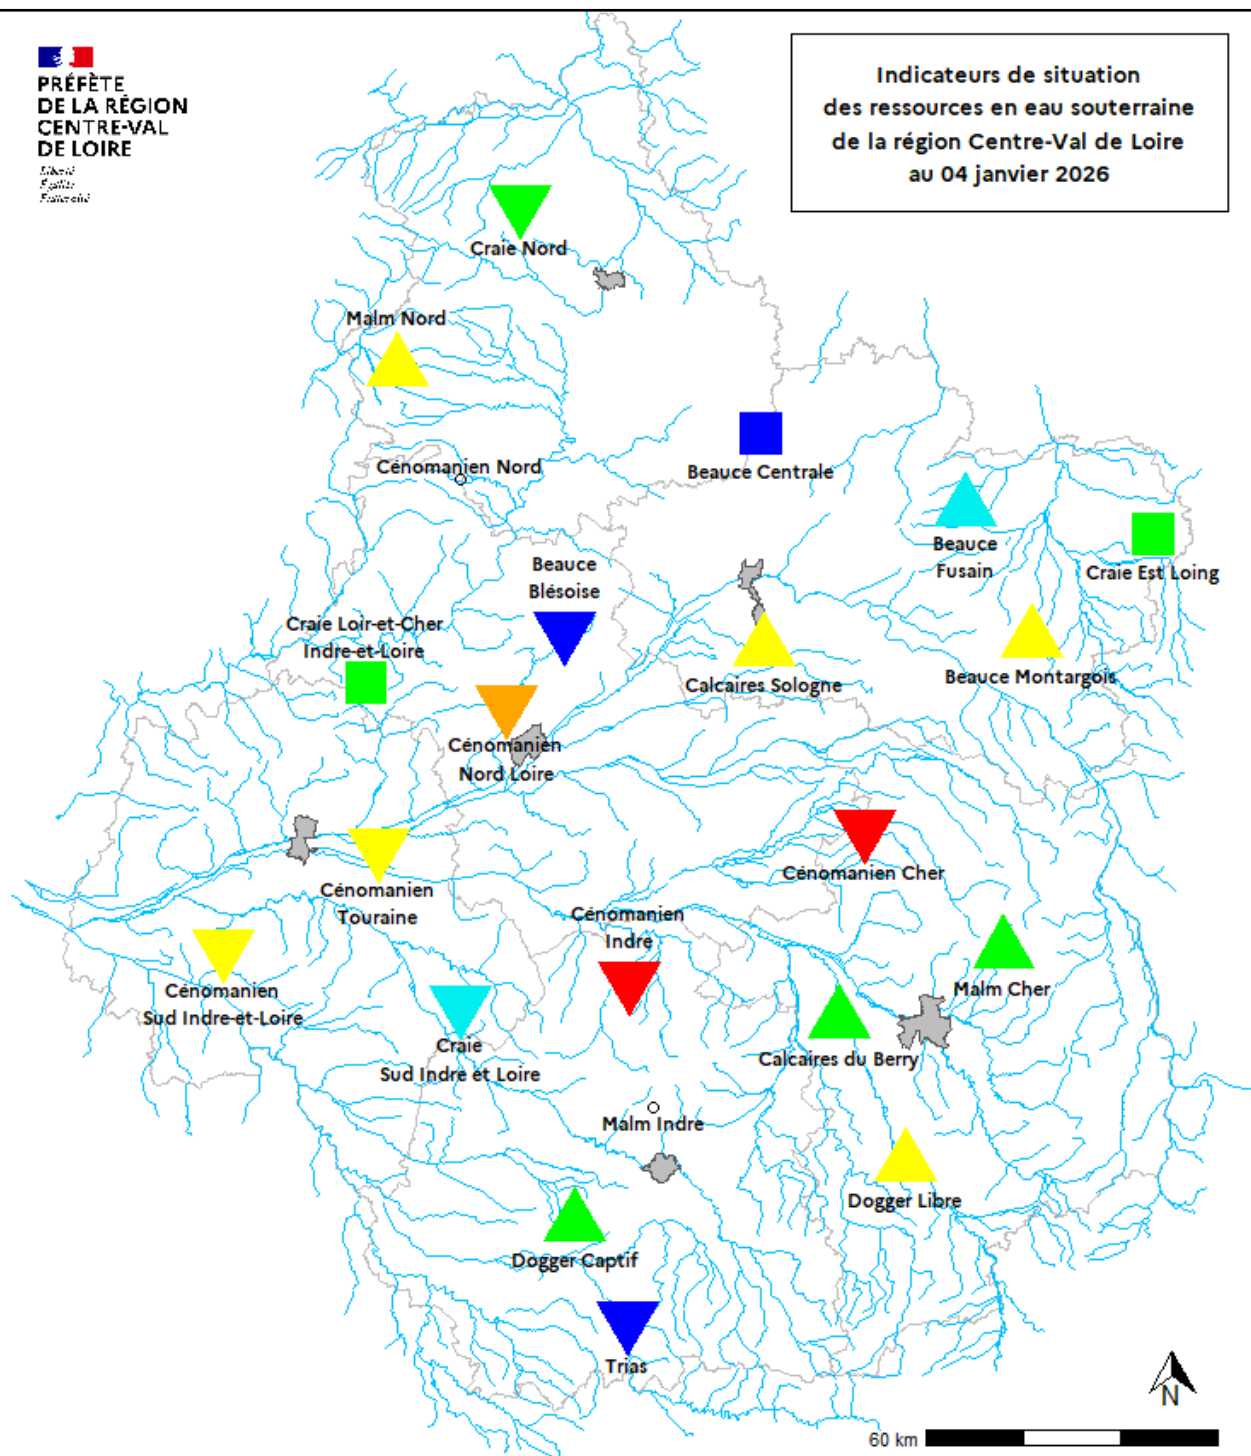 PRÉFÈTE
DE LA RÉGION
CENTRE-VAL
DE LOIRE
Liberté
Égalité
Fraternité
Indicateurs de situation
des ressources en eau souterraine
de la région Centre-Val de Loire
au 04 janvier 2026
Craie Nord
Malm Nord
Cénomanien Nord
Beauce Centrale
Beauce
Fusain
Craie Est Loing
Beauce
Blésoise
Craie Loir-et-Cher
Indre-et-Loire
Calcaires Sologne
Beauce Montargois
Cénomanien
Nord Loire
Cénomanien Cher
Cénomanien
Touraine
Cénomanien
Indre
Cénomanien
Sud Indre-et-Loire
Malm Cher
Craie
Sud Indre et Loire
Calcaires du Berry
Malm Indre
Dogger Libre
Dogger Captif
Trias
N
60 km